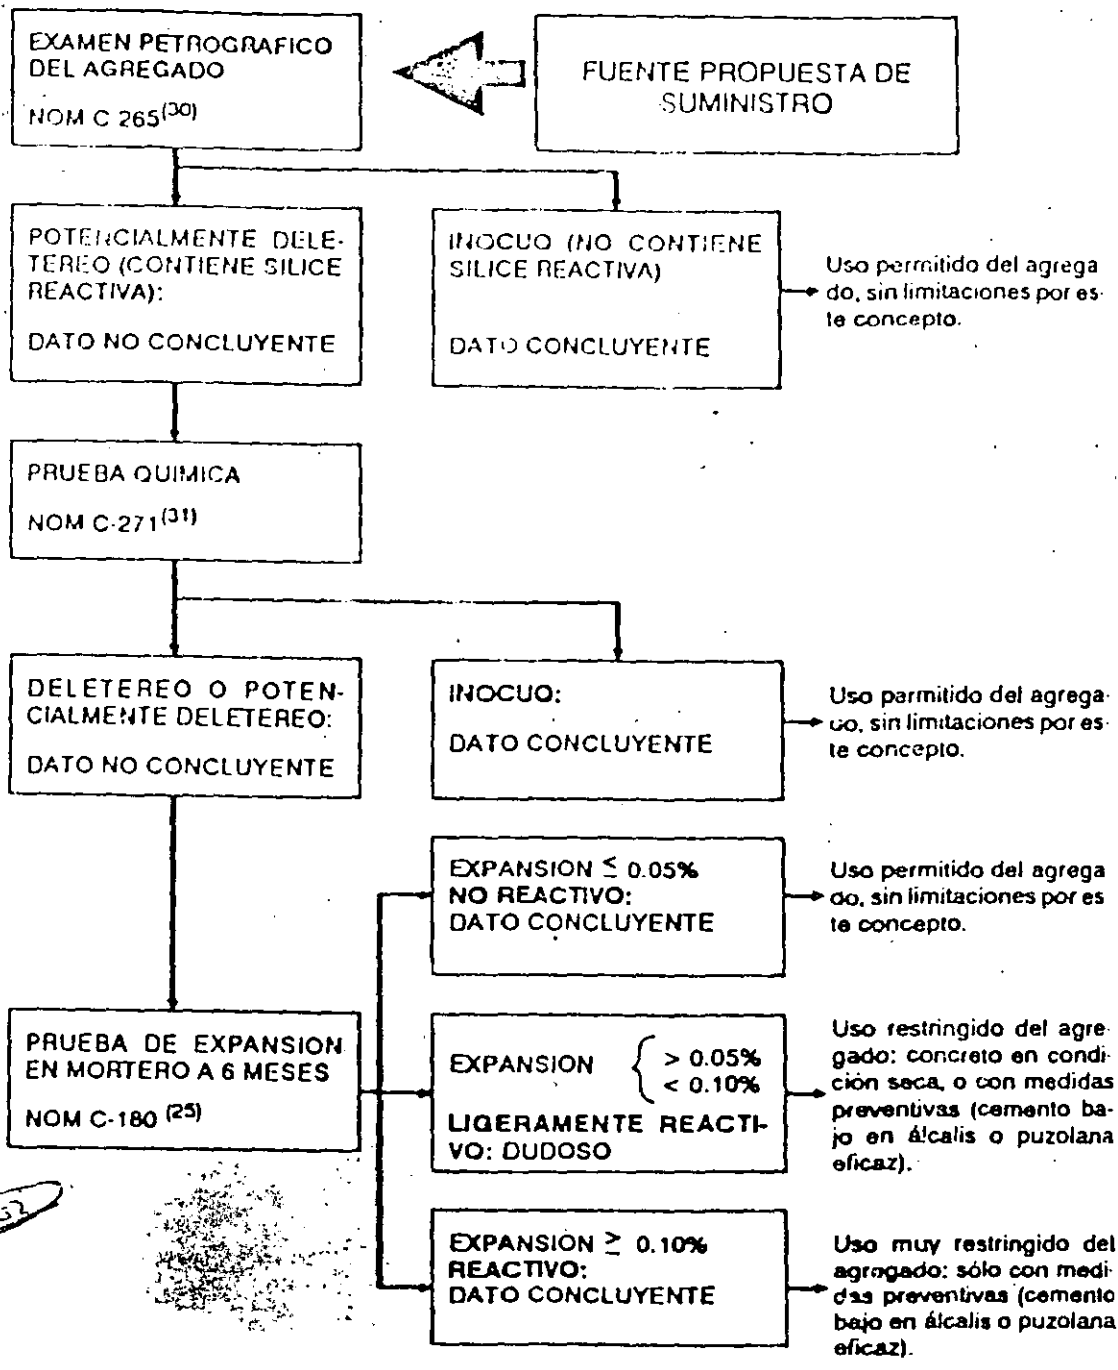 EXAMEN PETROGRAFICO
DEL AGREGADO
NOM C 265(30)
FUENTE PROPUESTA DE
SUMINISTRO
POTENCIALMENTE DELE-
TEREO (CONTIENE SILICE
REACTIVA):
DATO NO CONCLUYENTE
INOCUO (NO CONTIENE
SILICE REACTIVA)
DATO CONCLUYENTE
Uso permitido del agrega
do, sin limitaciones por es-
te concepto.
PRUEBA QUIMICA
NOM C-271(31)
DELETEREO O POTEN-
CIALMENTE DELETEREO:
DATO NO CONCLUYENTE
INOCUO:
DATO CONCLUYENTE
Uso permitido del agrega-
do, sin limitaciones por es-
te concepto.
EXPANSION ≤ 0.05%
NO REACTIVO:
DATO CONCLUYENTE
Uso permitido del agrega
do, sin limitaciones por es
te concepto.
PRUEBA DE EXPANSION
EN MORTERO A 6 MESES
NOM C-180 (25)
EXPANSION { > 0.05%
< 0.10%
LIGERAMENTE REACTI-
VO: DUDOSO
Uso restringido del agre-
gado: concreto en condi-
ción seca, o con medidas
preventivas (cemento ba-
jo en álcalis o puzolana
eficaz).
EXPANSION ≥ 0.10%
REACTIVO:
DATO CONCLUYENTE
Uso muy restringido del
agregado: sólo con medi-
das preventivas (cemento
bajo en álcalis o puzolana
eficaz).